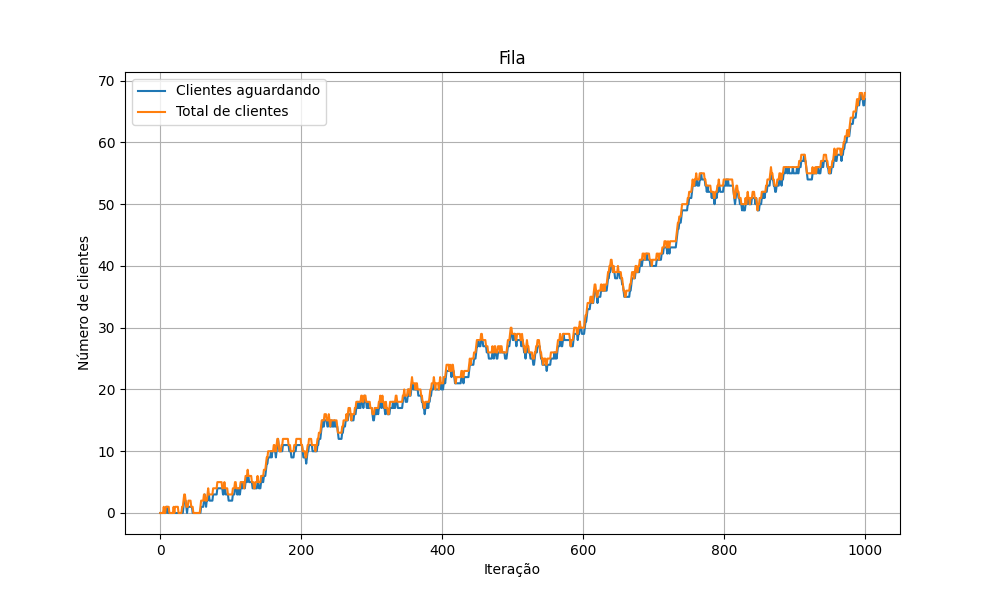 Fila
Clientes aguardando
Total de clientes
Número de clientes
70
60
50
40
30
20
10
0
0 200 400 600 800 1000
Iteração